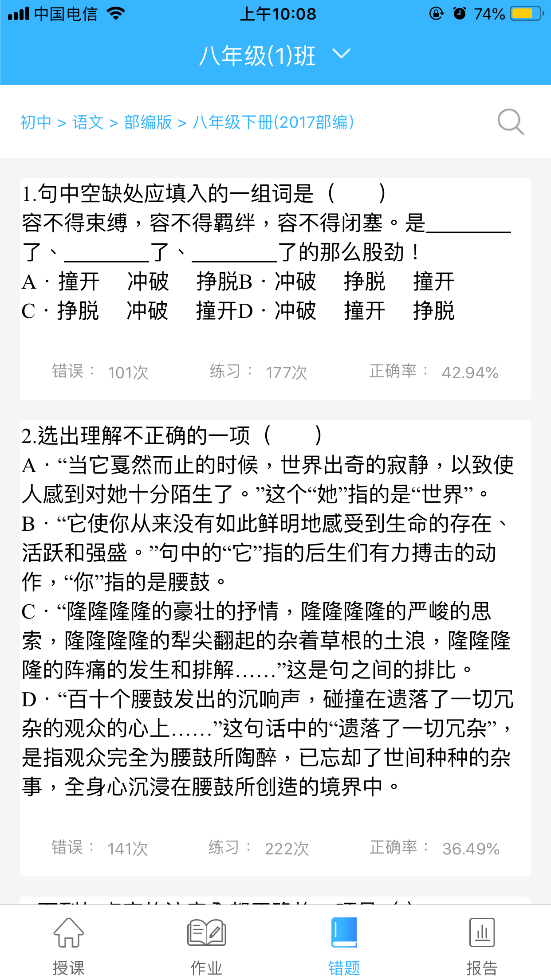 中国电信 上午10:08 74%
八年级(1)班
初中 > 语文 > 部编版 > 八年级下册(2017部编)
1.句中空缺处应填入的一组词是（　　）
容不得束缚，容不得羁绊，容不得闭塞。是________
了、________了、________了的那么股劲！
A．撞开 冲破 挣脱B．冲破 挣脱 撞开
C．挣脱 冲破 撞开D．冲破 撞开 挣脱
错误： 101次 练习： 177次 正确率： 42.94%
2.选出理解不正确的一项（　　）
A．“当它戛然而止的时候，世界出奇的寂静，以致使
人感到对她十分陌生了。”这个“她”指的是“世界”。
B．“它使你从来没有如此鲜明地感受到生命的存在、
活跃和强盛。”句中的“它”指的后生们有力搏击的动
作，“你”指的是腰鼓。
C．“隆隆隆隆的豪壮的抒情，隆隆隆隆的严峻的思
索，隆隆隆隆的犁尖翻起的杂着草根的土浪，隆隆隆
隆的阵痛的发生和排解……”这是句之间的排比。
D．“百十个腰鼓发出的沉响声，碰撞在遗落了一切冗
杂的观众的心上……”这句话中的“遗落了一切冗杂”，
是指观众完全为腰鼓所陶醉，已忘却了世间种种的杂
事，全身心沉浸在腰鼓所创造的境界中。
错误： 141次 练习： 222次 正确率： 36.49%
授课 作业 错题 报告